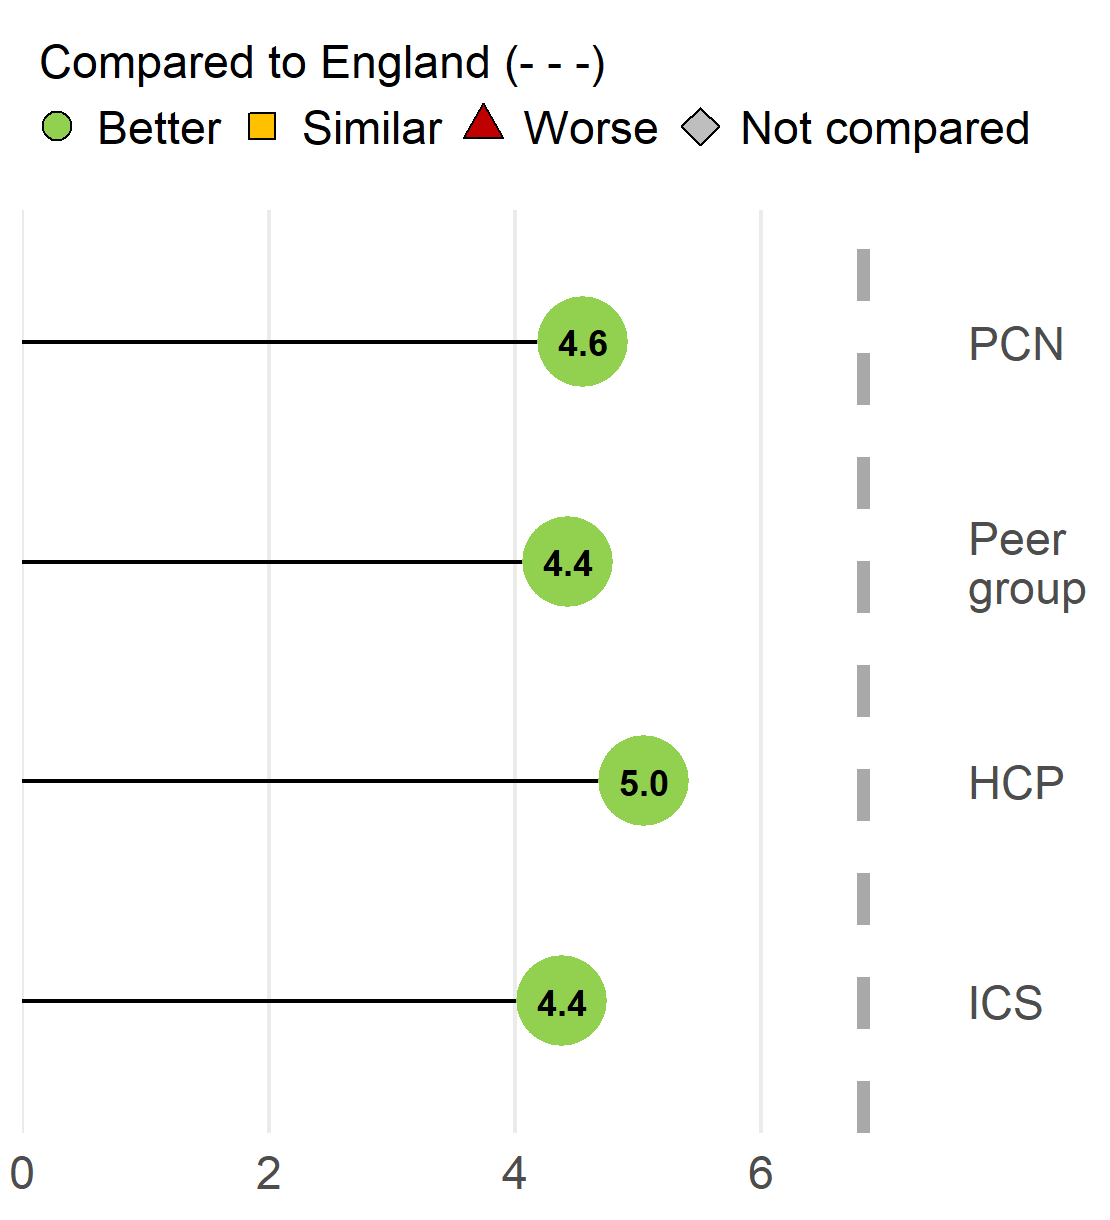 Compared to England (- - -)
Better Similar Worse Not compared
4.6 PCN
4.4 Peer
group
5.0 HCP
4.4 ICS
0 2 4 6